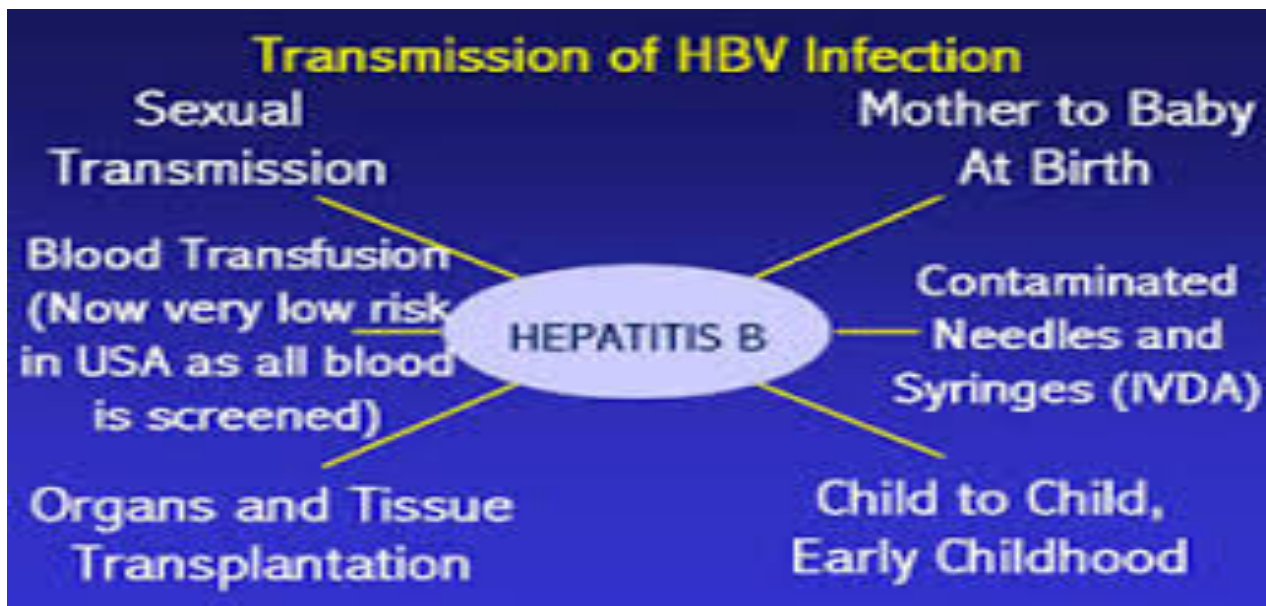 Transmission of HBV Infection
Sexual
Transmission
Mother to Baby
At Birth
Blood Transfusion
(Now very low risk
in USA as all blood
is screened)
HEPATITIS B
Contaminated
Needles and
Syringes (IVDA)
Organs and Tissue
Transplantation
Child to Child,
Early Childhood